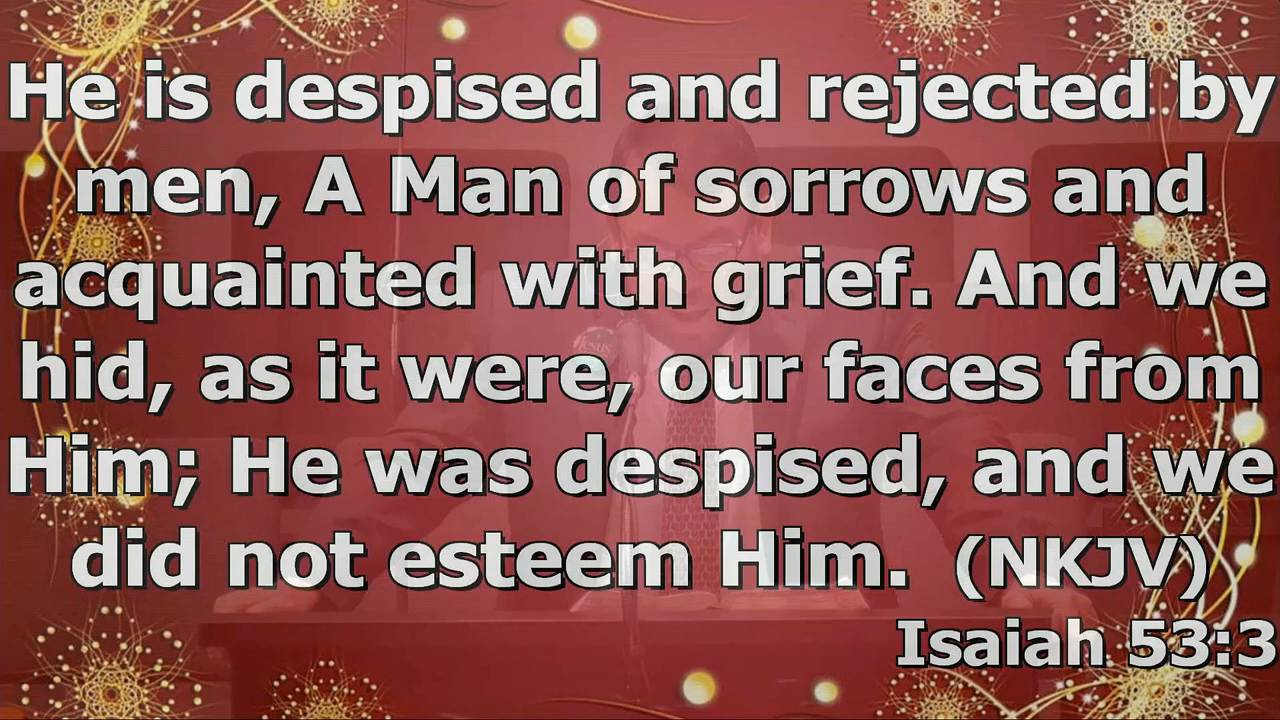 He is despised and rejected by
men, A Man of sorrows and
acquainted with grief. And we
hid, as it were, our faces from
Him; He was despised, and we
did not esteem Him. (NKJV)
Isaiah 53:3
Jesus